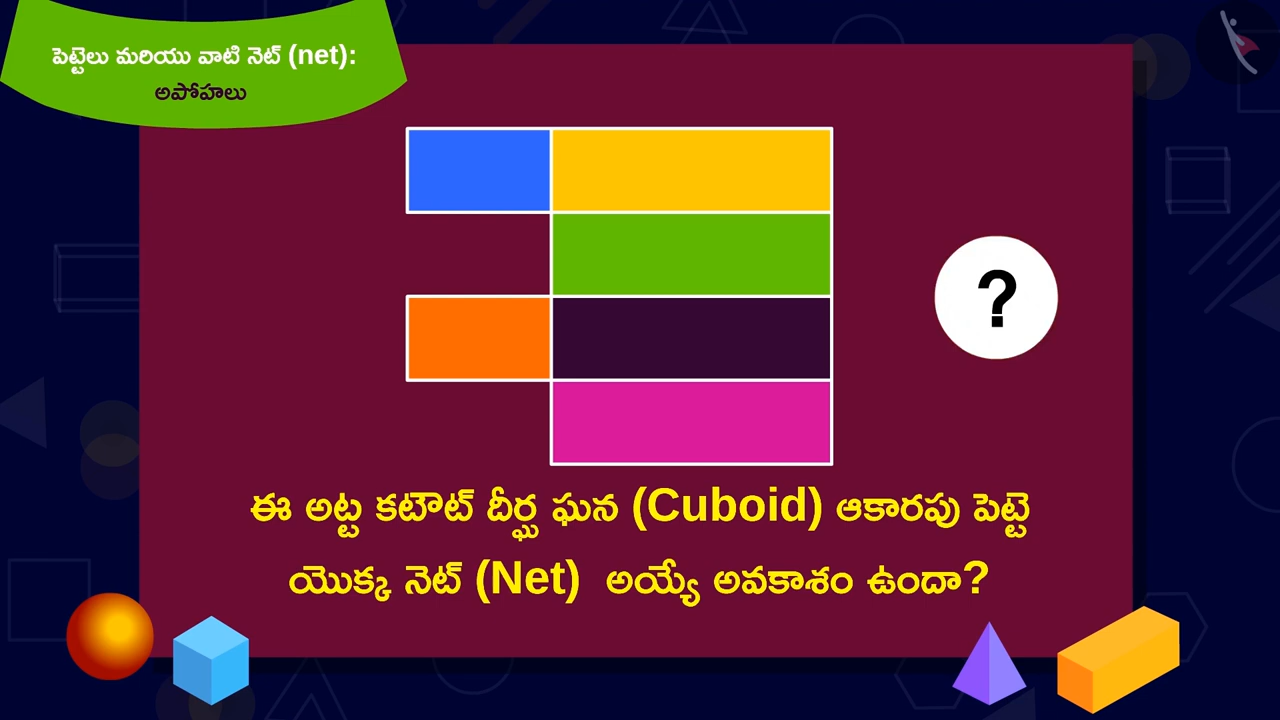 పెట్టెలు మరియు వాటి నెట్ (net):
అపోహలు
?
ఈ అట్ట కటౌట్ దీర్ఘ ఘన (Cuboid) ఆకారపు పెట్టె
యొక్క నెట్ (Net) అయ్యే అవకాశం ఉందా?